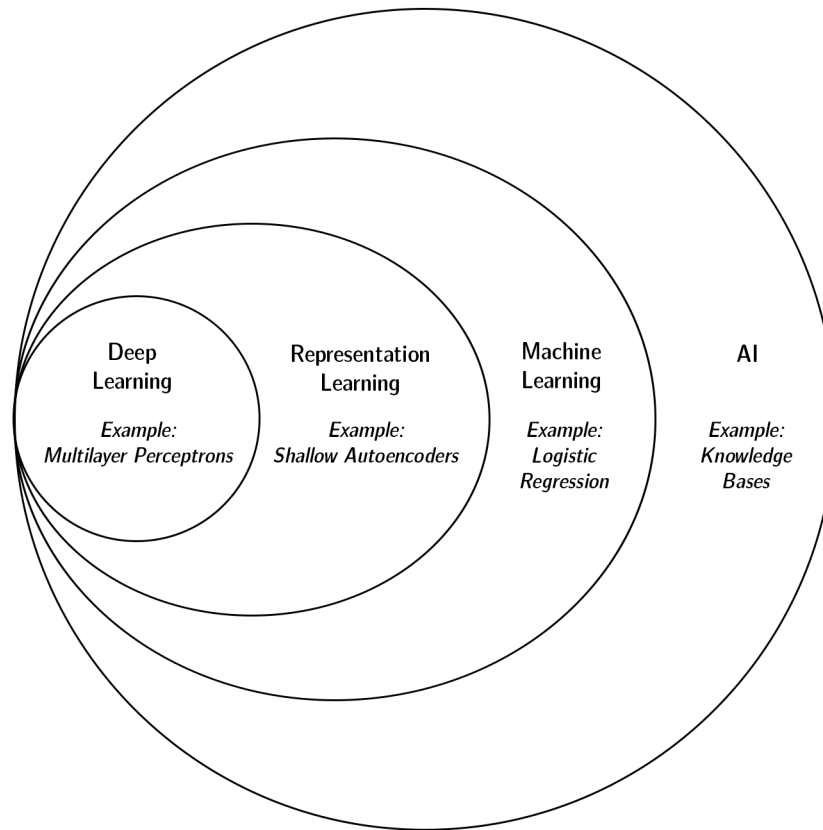 Deep
Learning
Example:
Multilayer Perceptrons
Representation
Learning
Example:
Shallow Autoencoders
Machine
Learning
Example:
Logistic
Regression
AI
Example:
Knowledge
Bases